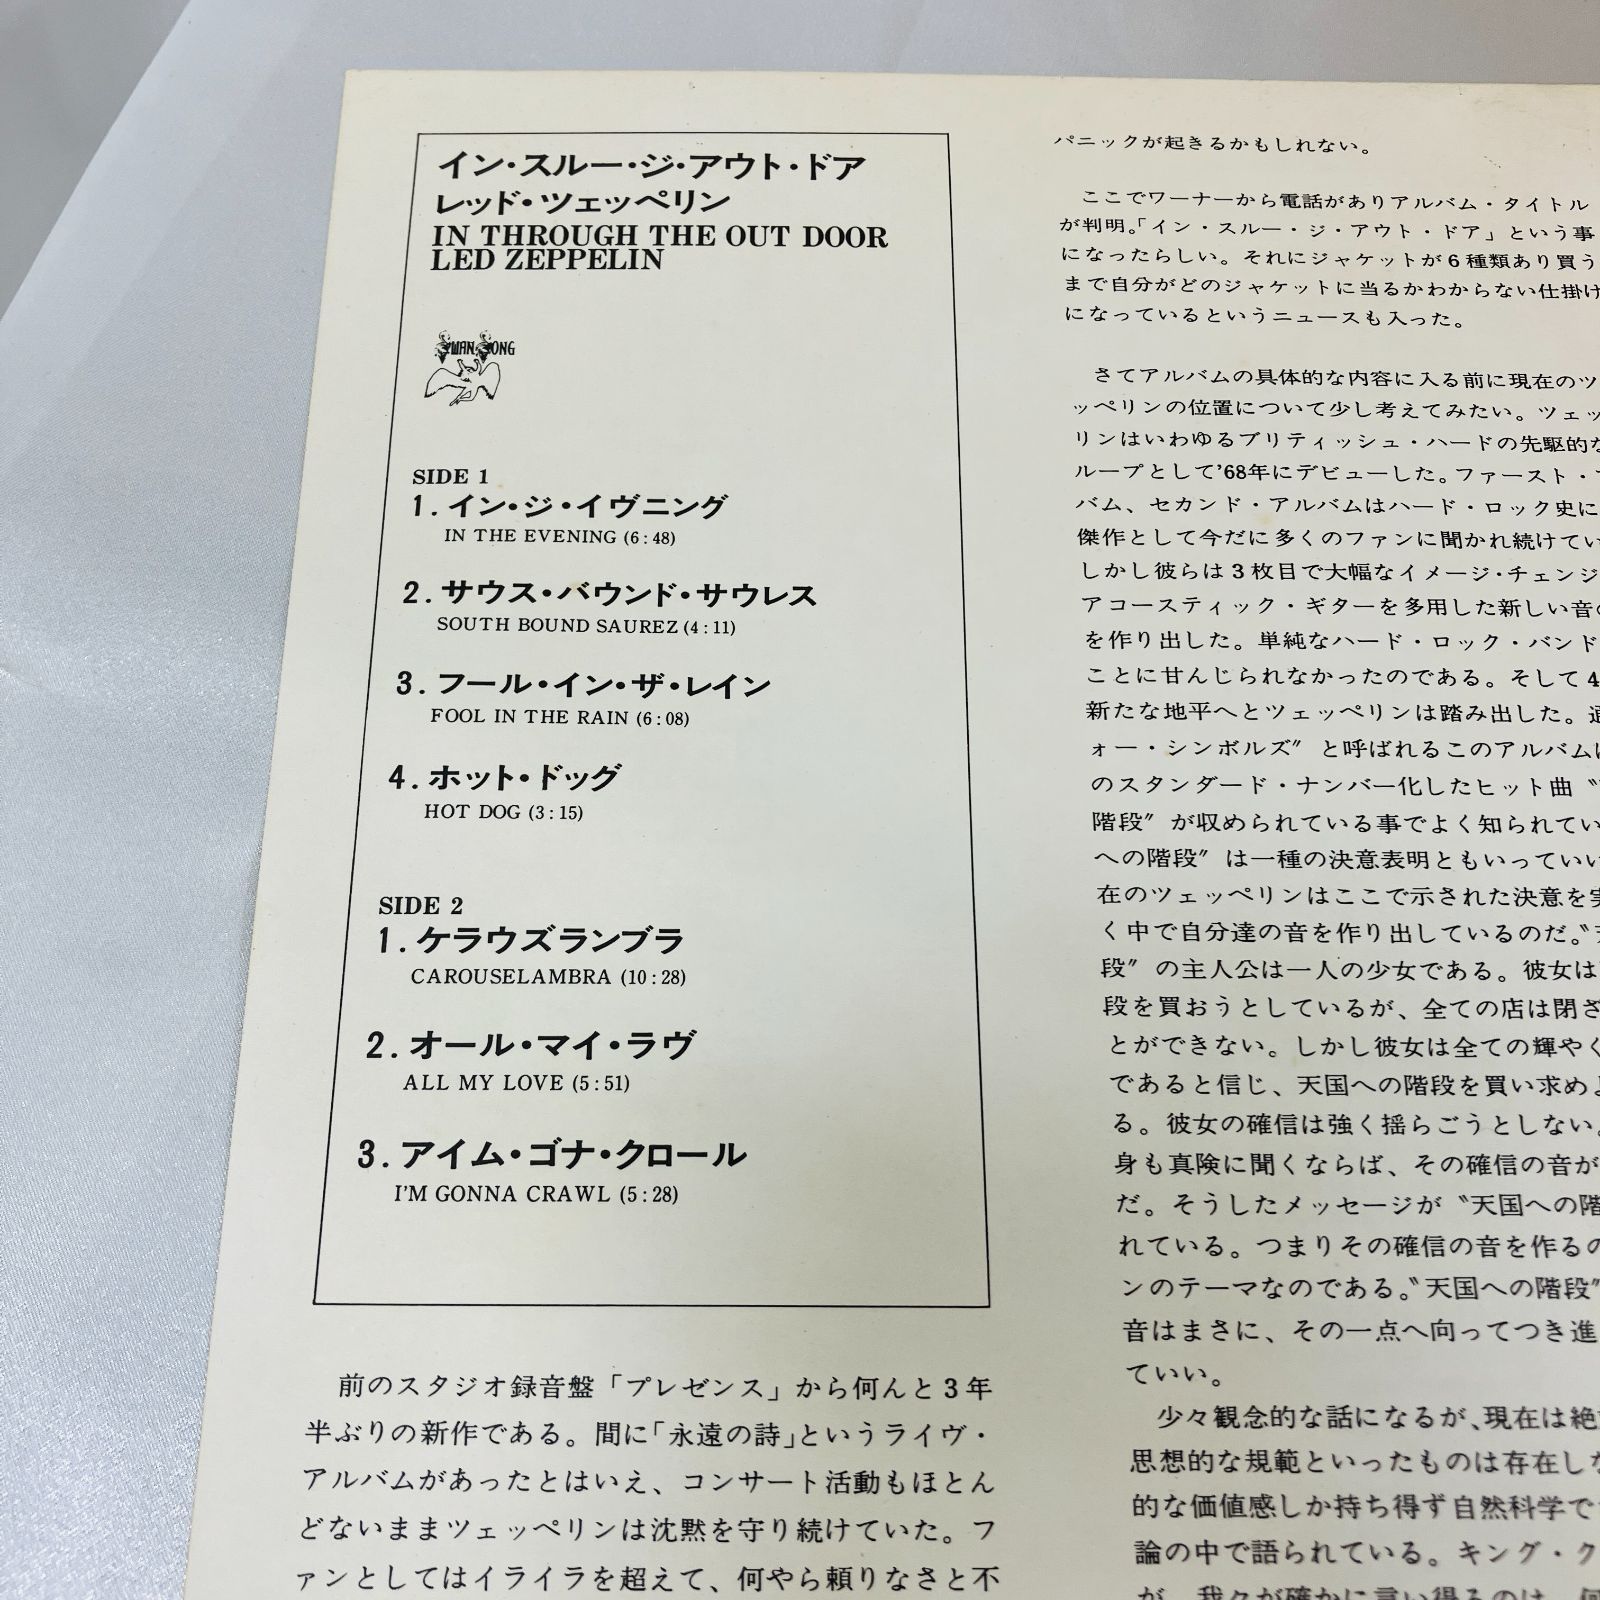 イン・スルー・ジ・アウト・ドア
レッド・ツェッペリン
IN THROUGH THE OUT DOOR
LED ZEPPELIN
SWAN SONG
SIDE 1
1. イン・ジ・イヴニング
IN THE EVENING (6:48)
2. サウス・バウンド・サウレス
SOUTH BOUND SAUREZ (4:11)
3. フール・イン・ザ・レイン
FOOL IN THE RAIN (6:08)
4. ホット・ドッグ
HOT DOG (3:15)
SIDE 2
1. ケラウズランブラ
CAROUSELAMBRA (10:28)
2. オール・マイ・ラヴ
ALL MY LOVE (5:51)
3. アイム・ゴナ・クロール
I'M GONNA CRAWL (5:28)
前のスタジオ録音盤「プレゼンス」から何んと3年
半ぶりの新作である。間に「永遠の詩」というライヴ・
アルバムがあったとはいえ、コンサート活動もほとん
どないままツェッペリンは沈黙を守り続けていた。フ
ァンとしてはイライラを超えて、何やら頼りなさと不
パニックが起きるかもしれない。
ここでワーナーから電話がありアルバム・タイトル
が判明。「イン・スルー・ジ・アウト・ドア」という事
になったらしい。それにジャケットが6種類あり買う
まで自分がどのジャケットに当るかわからない仕掛け
になっているというニュースも入った。
さてアルバムの具体的な内容に入る前に現在のツ
ッペリンの位置について少し考えてみたい。ツェッ
リンはいわゆるブリティッシュ・ハードの先駆的な
ループとして'68年にデビューした。ファースト・
バム、セカンド・アルバムはハード・ロック史に
傑作として今だに多くのファンに聞かれ続けてい
しかし彼らは3枚目で大幅なイメージ・チェンジ
アコースティック・ギターを多用した新しい音の
を作り出した。単純なハード・ロック・バンド
ことに甘んじられなかったのである。そして4
新たな地平へとツェッペリンは踏み出した。
ォー・シンボルズ〟と呼ばれるこのアルバムは
のスタンダード・ナンバー化したヒット曲〝
階段〟が収められている事でよく知られてい
への階段〟は一種の決意表明ともいっていい
在のツェッペリンはここで示された決意を実
く中で自分達の音を作り出しているのだ。〝天
段〟の主人公は一人の少女である。彼女は
段を買おうとしているが、全ての店は閉ざ
とができない。しかし彼女は全ての輝やく
であると信じ、天国への階段を買い求めよ
る。彼女の確信は強く揺らごうとしない。
身も真険に聞くならば、その確信の音が
だ。そうしたメッセージが〝天国への階
れている。つまりその確信の音を作るの
ンのテーマなのである。〝天国への階段〟
音はまさに、その一点へ向ってつき進
ていい。
少々観念的な話になるが、現在は絶
思想的な規範といったものは存在しな
的な価値感しか持ち得ず自然科学で
論の中で語られている。キング・ク
が、我々が確かに言い得るのは、何